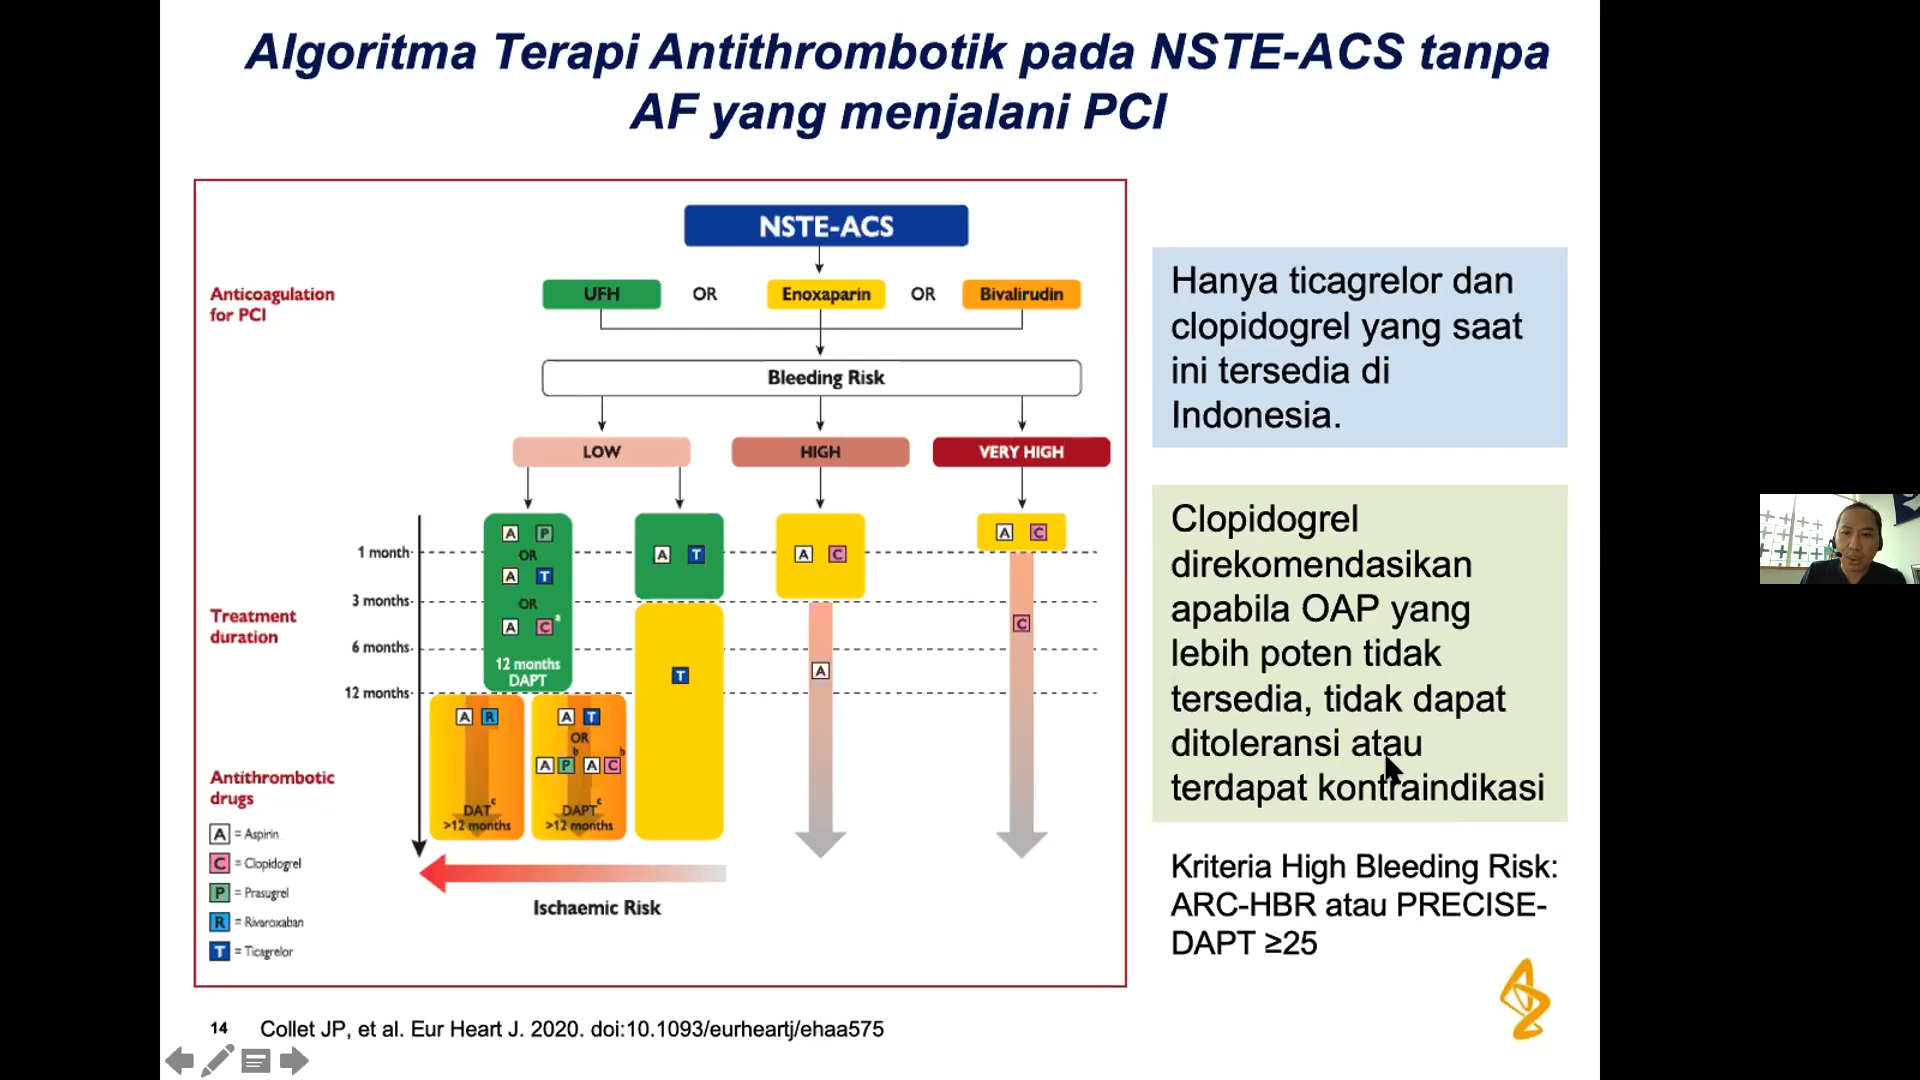 Algoritma Terapi Antithrombotik pada NSTE-ACS tanpa
AF yang menjalani PCI
NSTE-ACS
Anticoagulation
for PCI
UFH OR Enoxaparin OR Bivalirudin
Bleeding Risk
LOW HIGH VERY HIGH
Treatment
duration
1 month
3 months
6 months
12 months
A P
OR
A T
OR
A C a
12 months
DAPT
A T
T
A C
A
A C
C
A R
DAT c
>12 months
A T
OR
A P b A C b
DAPT c
>12 months
Ischaemic Risk
Antithrombotic
drugs
A = Aspirin
C = Clopidogrel
P = Prasugrel
R = Rivaroxaban
T = Ticagrelor
Hanya ticagrelor dan
clopidogrel yang saat
ini tersedia di
Indonesia.
Clopidogrel
direkomendasikan
apabila OAP yang
lebih poten tidak
tersedia, tidak dapat
ditoleransi atau
terdapat kontraindikasi
Kriteria High Bleeding Risk:
ARC-HBR atau PRECISE-
DAPT ≥25
14 Collet JP, et al. Eur Heart J. 2020. doi:10.1093/eurheartj/ehaa575